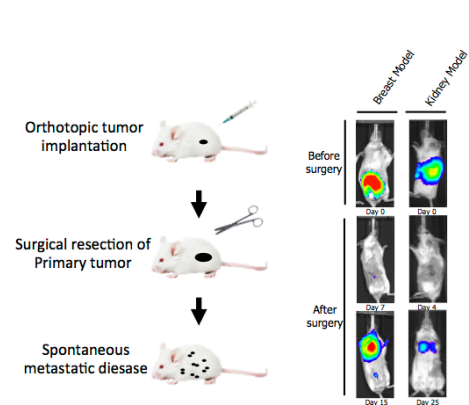 Orthotopic tumor
implantation
Surgical resection of
Primary tumor
Spontaneous
metastatic diesase
Breast Model
Kidney Model
Before
surgery
Day 0
Day 0
After
surgery
Day 7
Day 4
Day 15
Day 25